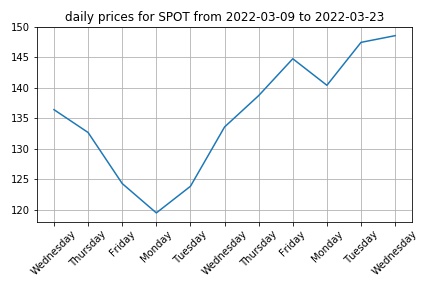 daily prices for SPOT from 2022-03-09 to 2022-03-23
150
145
140
135
130
125
120
Wednesday
Thursday
Friday
Monday
Tuesday
Wednesday
Thursday
Friday
Monday
Tuesday
Wednesday